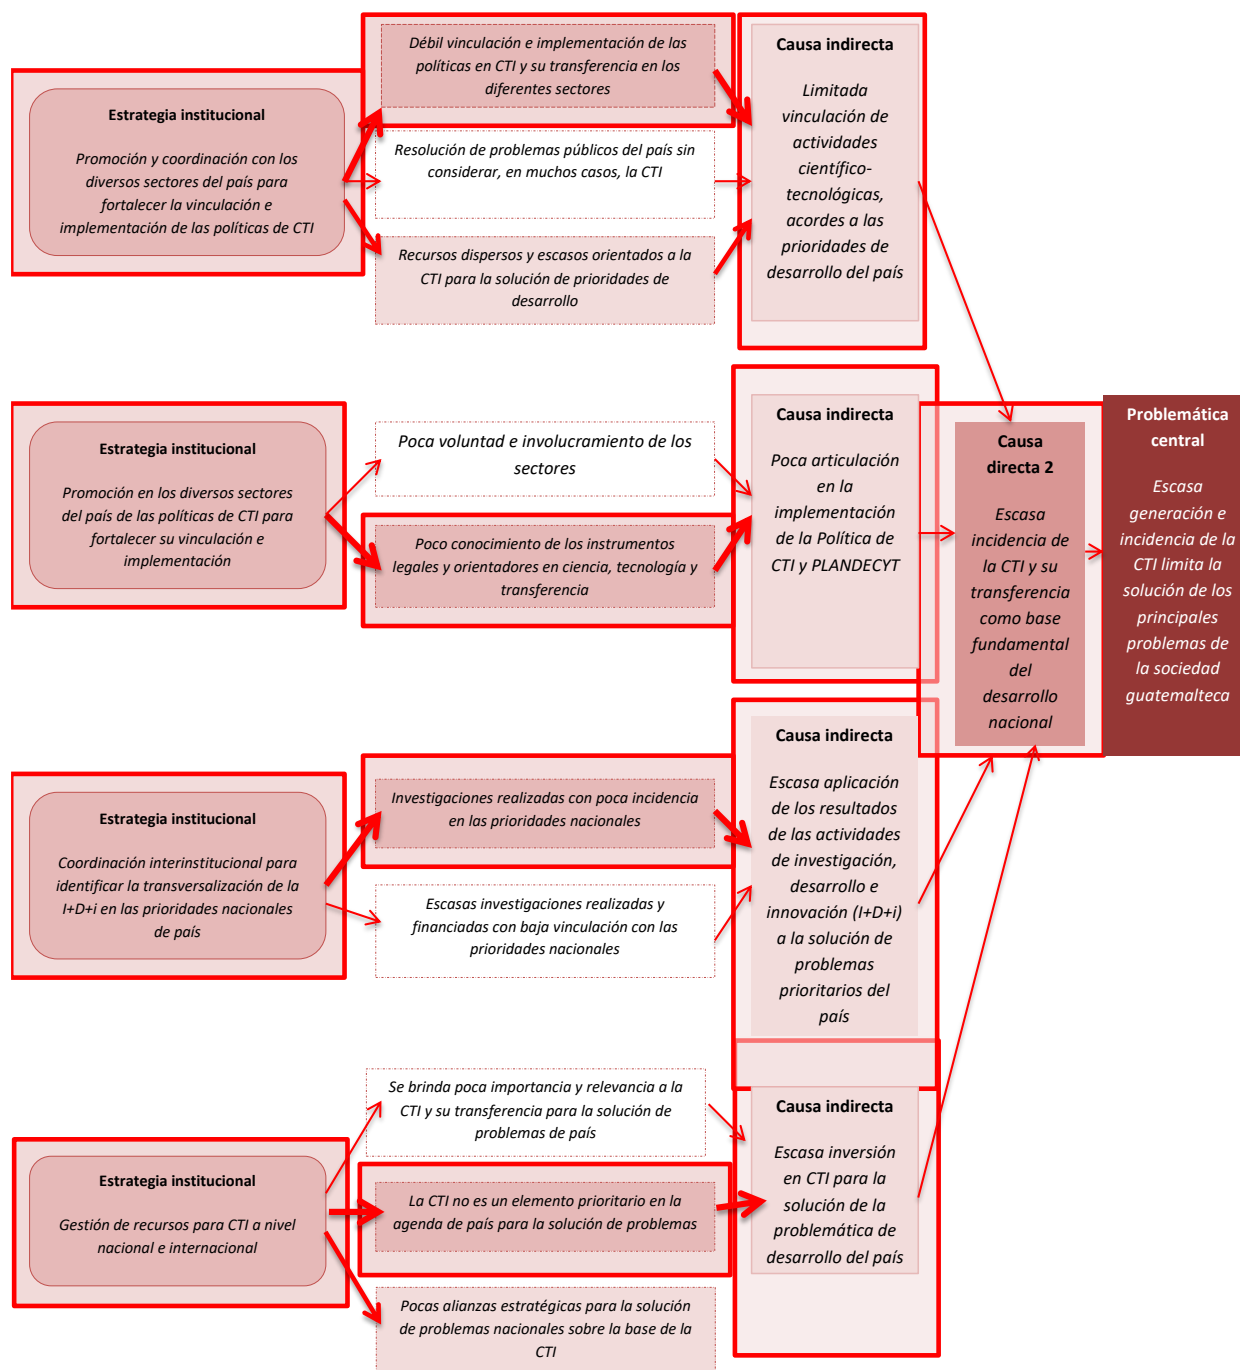 Estrategia institucional
Promoción y coordinación con los
diversos sectores del país para
fortalecer la vinculación e
implementación de las políticas de CTI
Débil vinculación e implementación de las
políticas en CTI y su transferencia en los
diferentes sectores
Resolución de problemas públicos del país sin
considerar, en muchos casos, la CTI
Recursos dispersos y escasos orientados a la
CTI para la solución de prioridades de
desarrollo
Causa indirecta
Limitada
vinculación de
actividades
científico-
tecnológicas,
acordes a las
prioridades de
desarrollo del país
Estrategia institucional
Promoción en los diversos sectores
del país de las políticas de CTI para
fortalecer su vinculación e
implementación
Poca voluntad e involucramiento de los
sectores
Poco conocimiento de los instrumentos
legales y orientadores en ciencia, tecnología y
transferencia
Causa indirecta
Poca articulación
en la
implementación
de la Política de
CTI y PLANDECYT
Causa
directa 2
Escasa
incidencia de
la CTI y su
transferencia
como base
fundamental
del
desarrollo
nacional
Problemática
central
Escasa
generación e
incidencia de la
CTI limita la
solución de los
principales
problemas de
la sociedad
guatemalteca
Estrategia institucional
Coordinación interinstitucional para
identificar la transversalización de la
I+D+i en las prioridades nacionales
de país
Investigaciones realizadas con poca incidencia
en las prioridades nacionales
Escasas investigaciones realizadas y
financiadas con baja vinculación con las
prioridades nacionales
Causa indirecta
Escasa aplicación
de los resultados
de las actividades
de investigación,
desarrollo e
innovación (I+D+i)
a la solución de
problemas
prioritarios del
país
Estrategia institucional
Gestión de recursos para CTI a nivel
nacional e internacional
Se brinda poca importancia y relevancia a la
CTI y su transferencia para la solución de
problemas de país
La CTI no es un elemento prioritario en la
agenda de país para la solución de problemas
Pocas alianzas estratégicas para la solución
de problemas nacionales sobre la base de la
CTI
Causa indirecta
Escasa inversión
en CTI para la
solución de la
problemática de
desarrollo del país